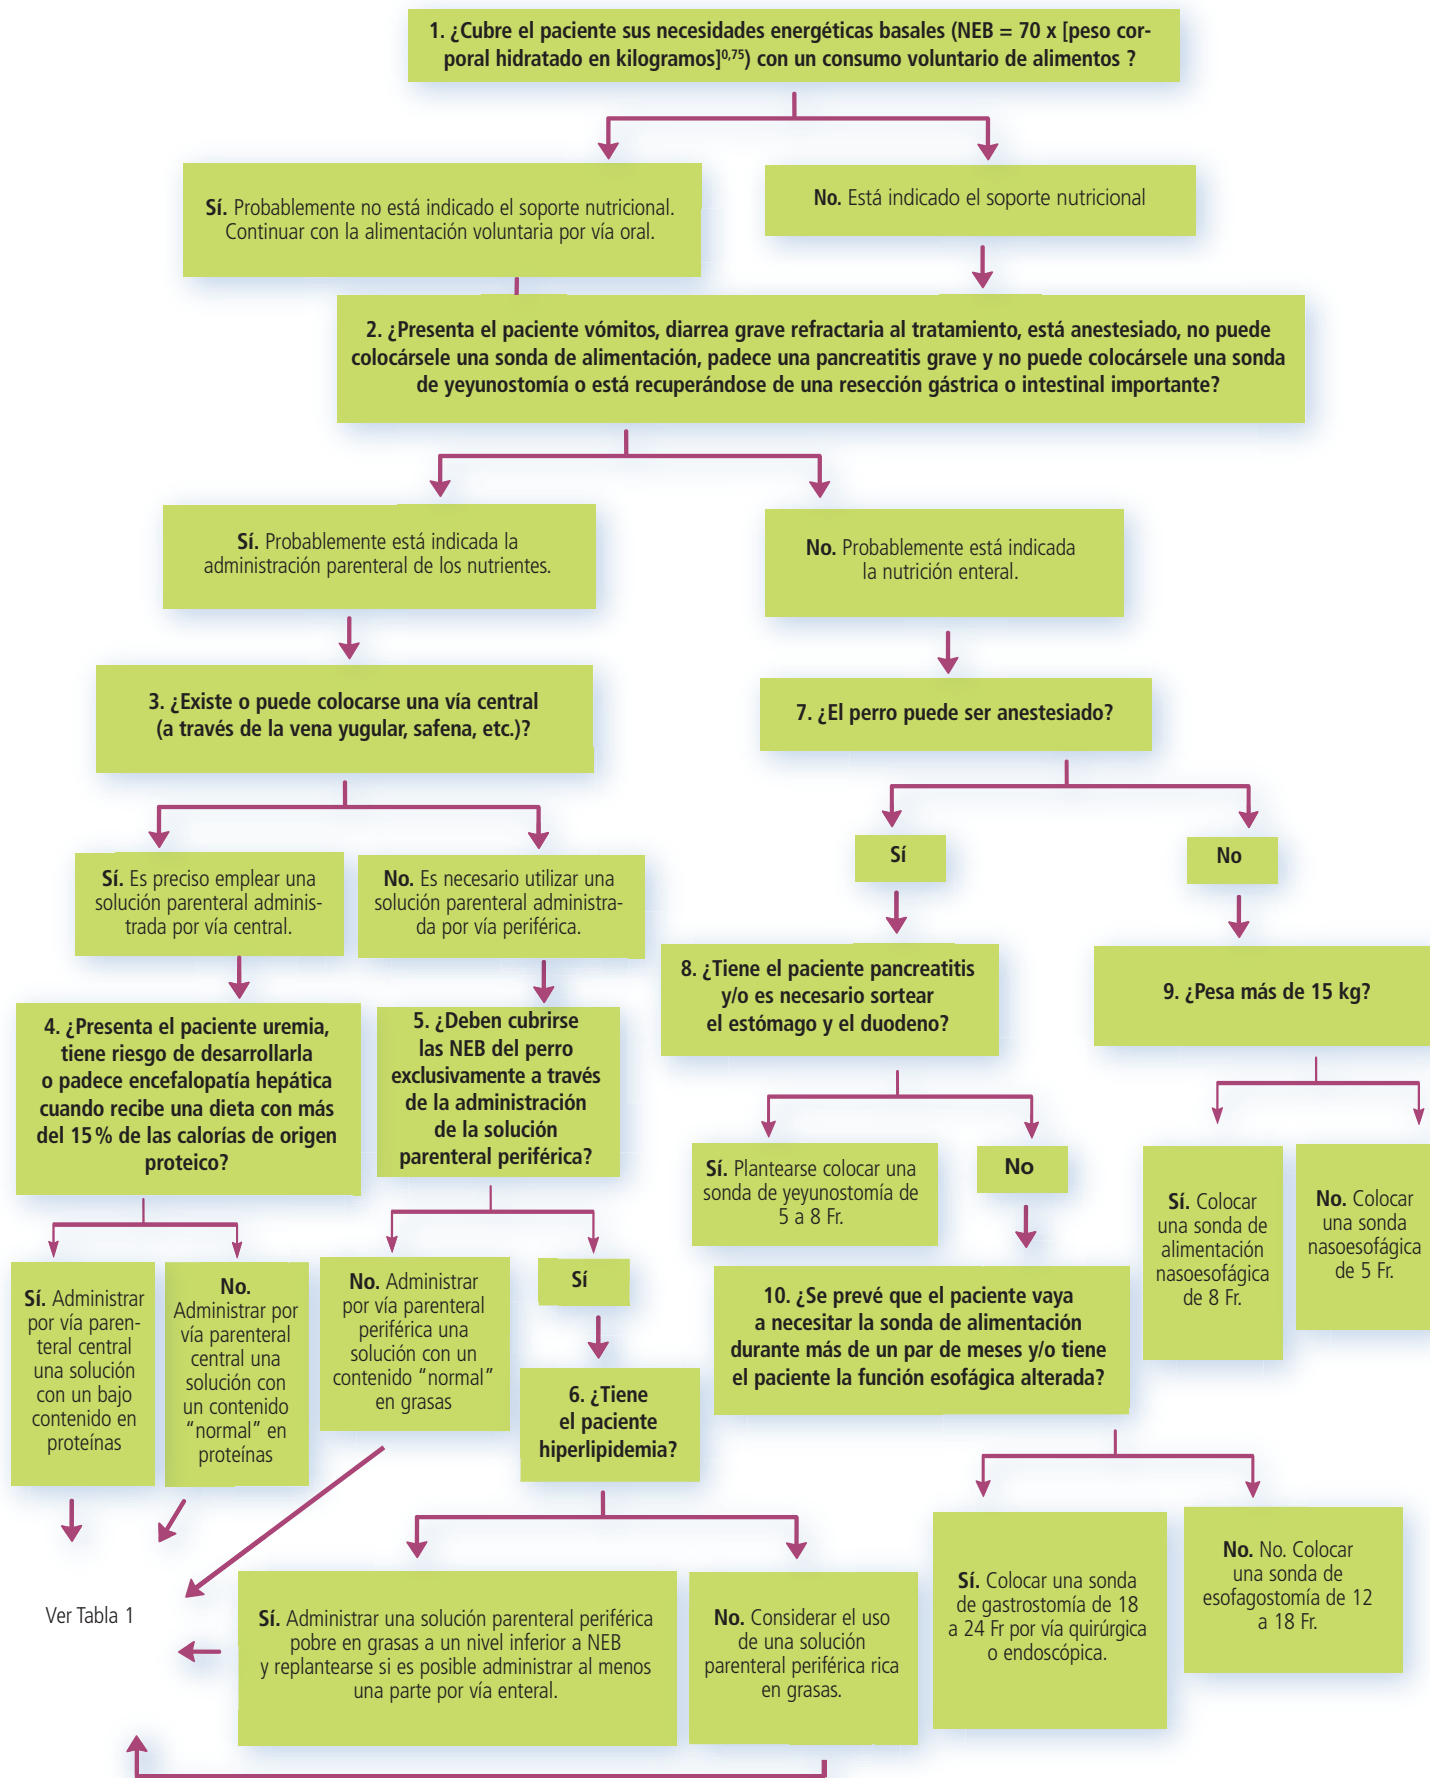 1. ¿Cubre el paciente sus necesidades energéticas basales (NEB = 70 x [peso cor-
poral hidratado en kilogramos]0,75) con un consumo voluntario de alimentos ?
Sí. Probablemente no está indicado el soporte nutricional.
Continuar con la alimentación voluntaria por vía oral.
No. Está indicado el soporte nutricional
2. ¿Presenta el paciente vómitos, diarrea grave refractaria al tratamiento, está anestesiado, no puede
colocársele una sonda de alimentación, padece una pancreatitis grave y no puede colocársele una sonda
de yeyunostomía o está recuperándose de una resección gástrica o intestinal importante?
Sí. Probablemente está indicada la
administración parenteral de los nutrientes.
No. Probablemente está indicada
la nutrición enteral.
3. ¿Existe o puede colocarse una vía central
(a través de la vena yugular, safena, etc.)?
7. ¿El perro puede ser anestesiado?
Sí. Es preciso emplear una
solución parenteral adminis-
trada por vía central.
No. Es necesario utilizar una
solución parenteral administra-
da por vía periférica.
Sí
No
4. ¿Presenta el paciente uremia,
tiene riesgo de desarrollarla
o padece encefalopatía hepática
cuando recibe una dieta con más
del 15 % de las calorías de origen
proteico?
5. ¿Deben cubrirse
las NEB del perro
exclusivamente a través
de la administración
de la solución
parenteral periférica?
8. ¿Tiene el paciente pancreatitis
y/o es necesario sortear
el estómago y el duodeno?
9. ¿Pesa más de 15 kg?
Sí. Plantearse colocar una
sonda de yeyunostomía de
5 a 8 Fr.
No
Sí. Colocar
una sonda de
alimentación
nasoesofágica
de 8 Fr.
No. Colocar
una sonda
nasoesofágica
de 5 Fr.
Sí. Administrar
por vía paren-
teral central
una solución
con un bajo
contenido en
proteínas
No.
Administrar por
vía parenteral
central una
solución con
un contenido
“normal” en
proteínas
No. Administrar
por vía parenteral
periférica una
solución con un
contenido “normal”
en grasas
Sí
6. ¿Tiene
el paciente
hiperlipidemia?
10. ¿Se prevé que el paciente vaya
a necesitar la sonda de alimentación
durante más de un par de meses y/o tiene
el paciente la función esofágica alterada?
Ver Tabla 1
Sí. Administrar una solución parenteral periférica
pobre en grasas a un nivel inferior a NEB
y replantearse si es posible administrar al menos
una parte por vía enteral.
No. Considerar el uso
de una solución
parenteral periférica rica
en grasas.
Sí. Colocar una sonda
de gastrostomía de 18
a 24 Fr por vía quirúrgica
o endoscópica.
No. No. Colocar
una sonda de
esofagostomía de 12
a 18 Fr.